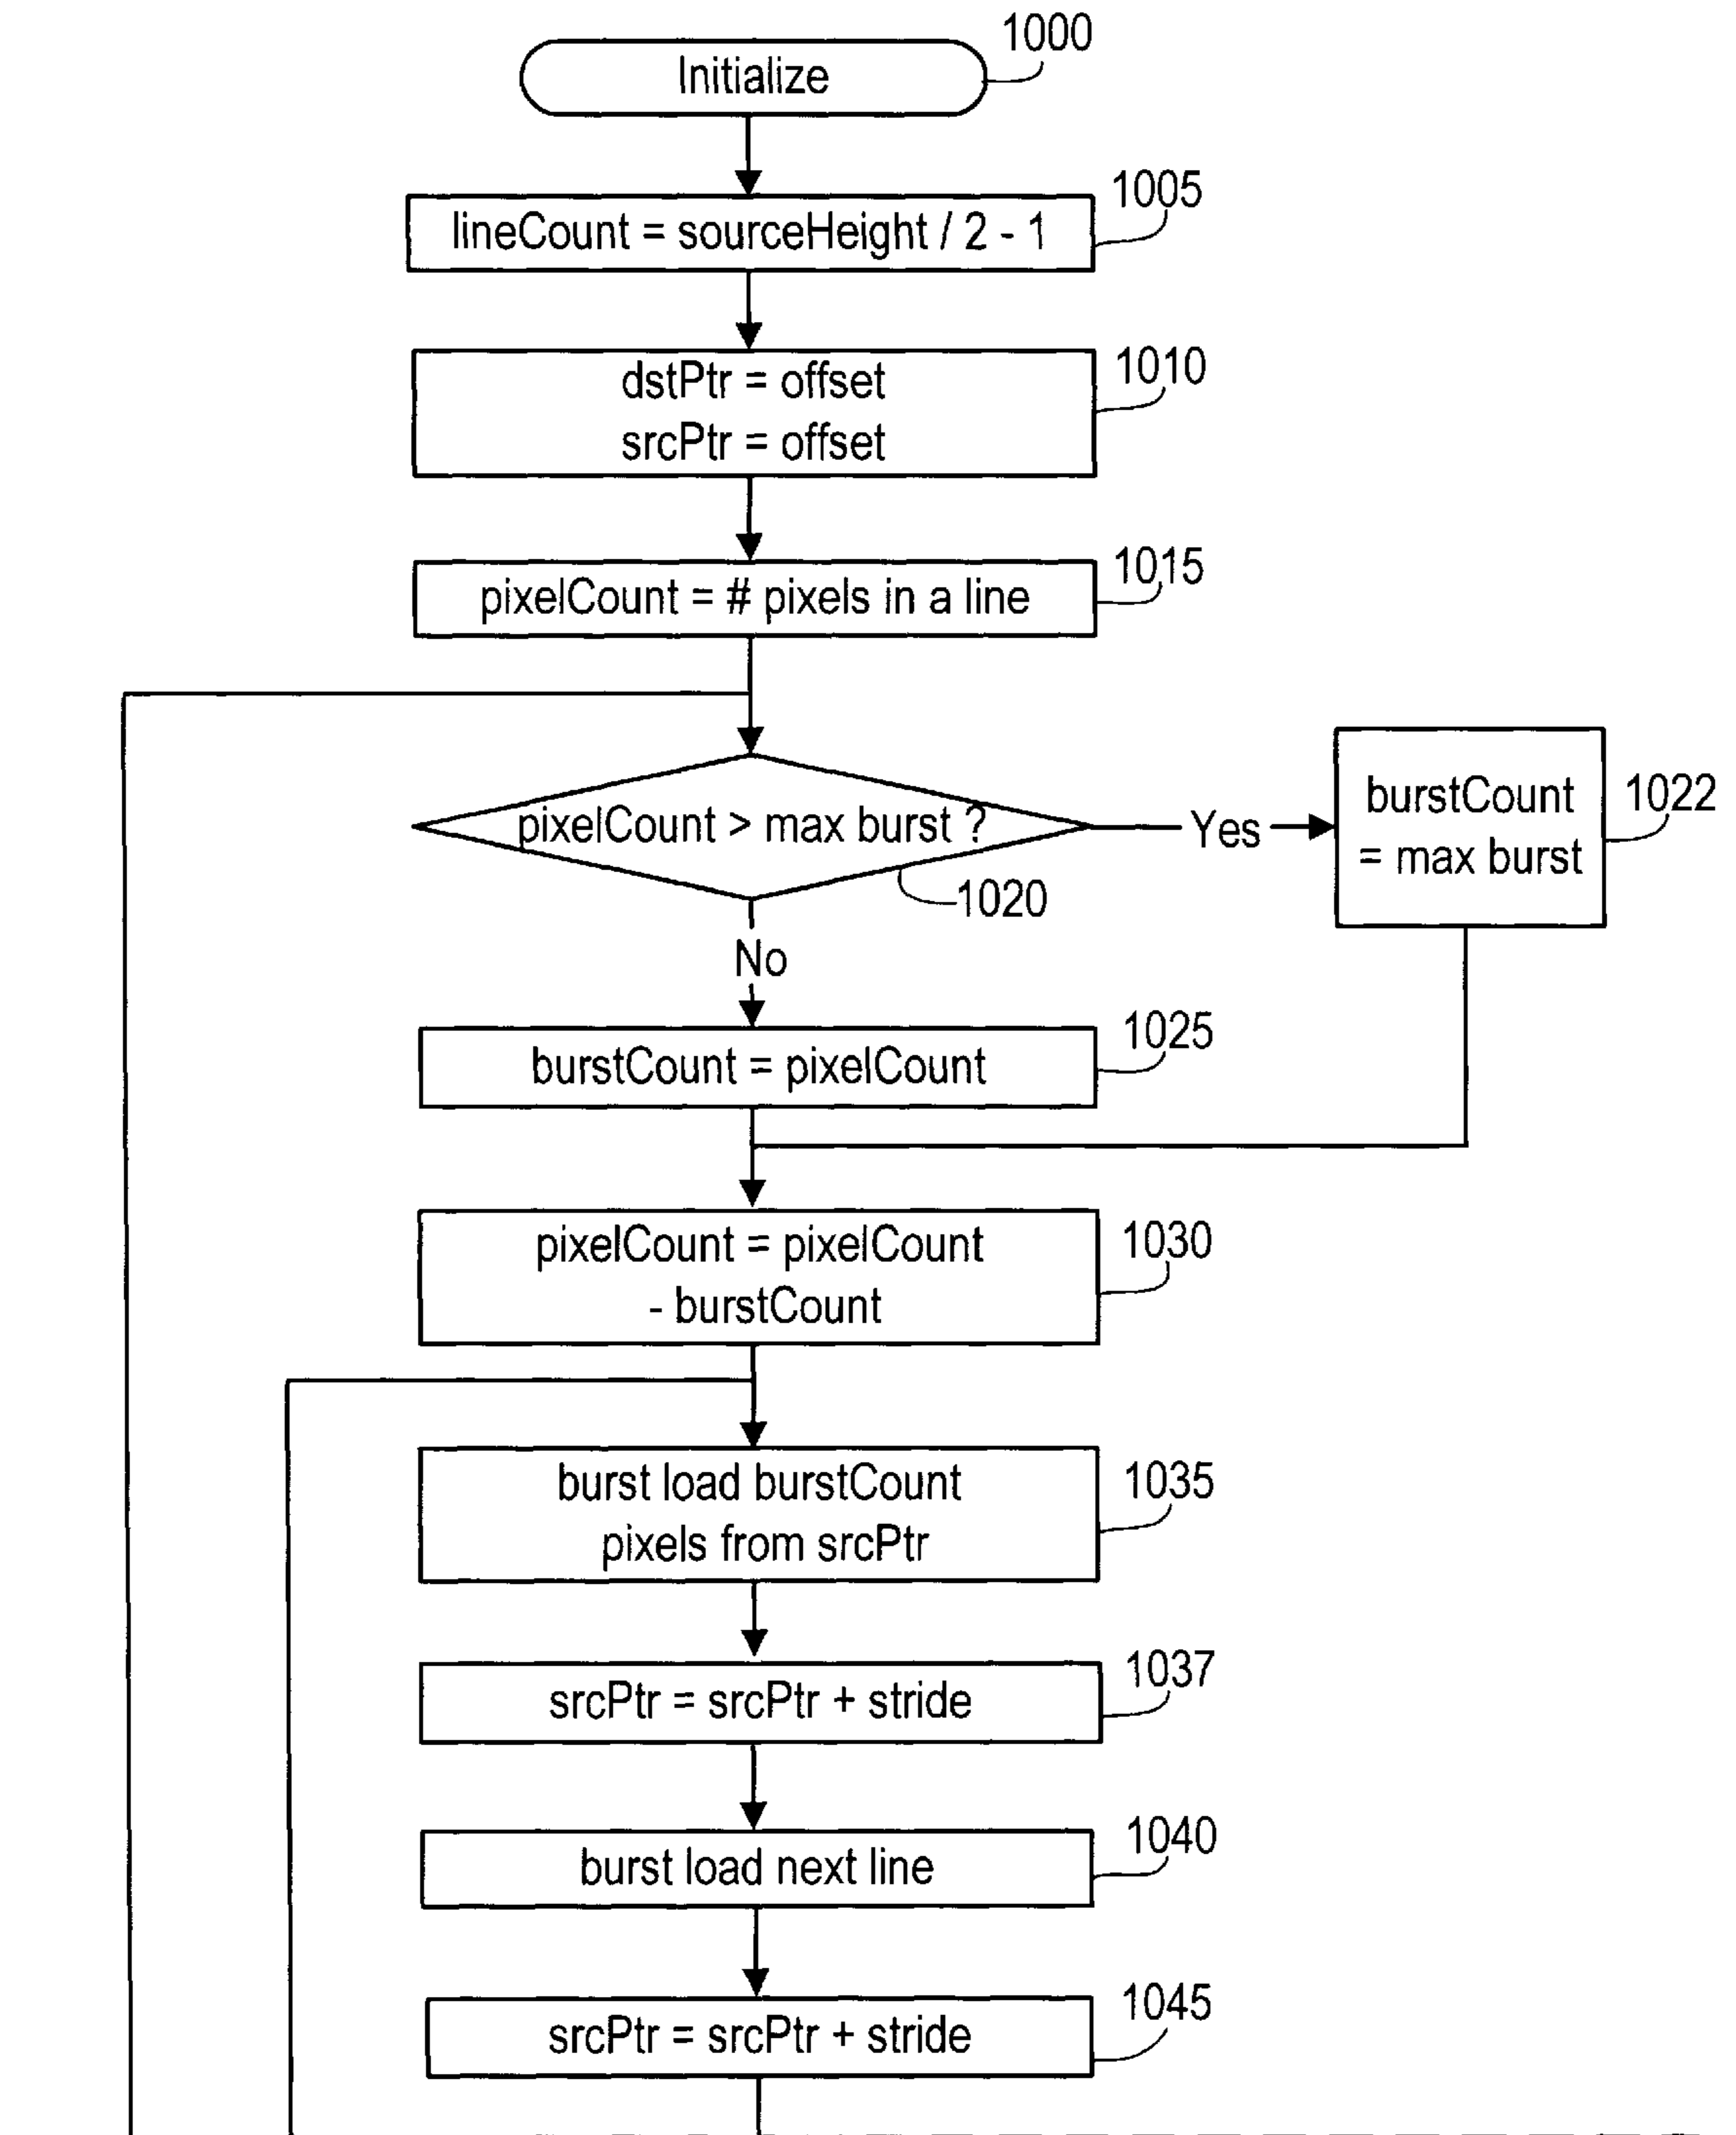 Initialize
1000
lineCount = sourceHeight / 2 - 1
1005
dstPtr = offset
srcPtr = offset
1010
pixelCount = # pixels in a line
1015
pixelCount > max burst ?
1020
Yes
burstCount
= max burst
1022
No
burstCount = pixelCount
1025
pixelCount = pixelCount
- burstCount
1030
burst load burstCount
pixels from srcPtr
1035
srcPtr = srcPtr + stride
1037
burst load next line
1040
srcPtr = srcPtr + stride
1045